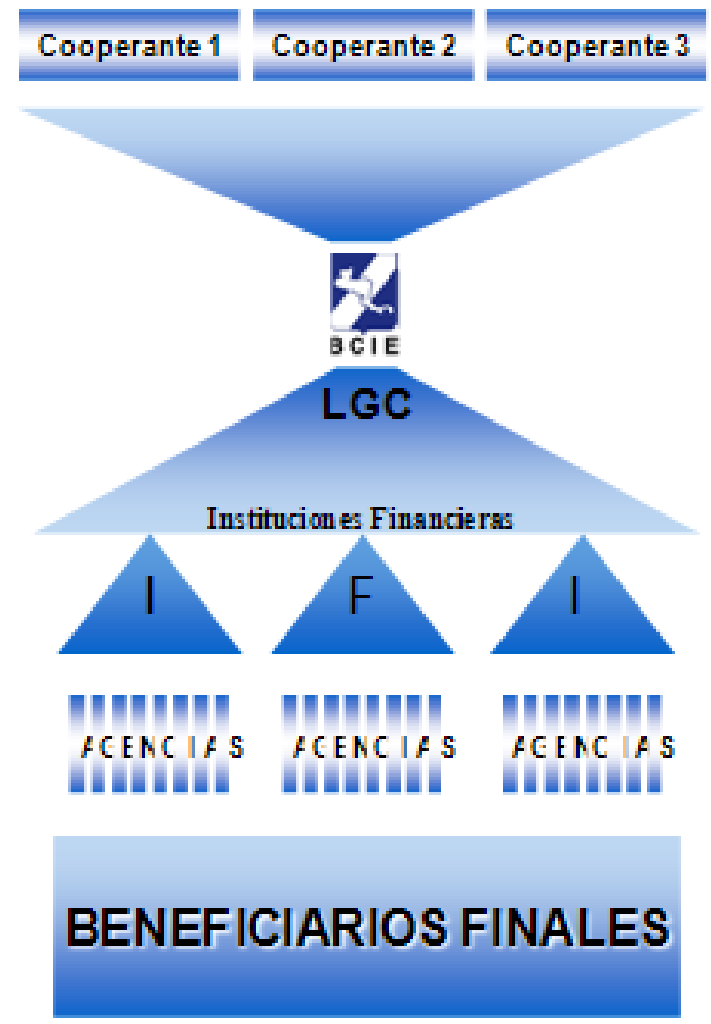 Cooperante 1 Cooperante 2 Cooperante 3
BCIE
LGC
Instituciones Financieras
I F I
AGENCIAS AGENCIAS AGENCIAS
BENEFICIARIOS FINALES